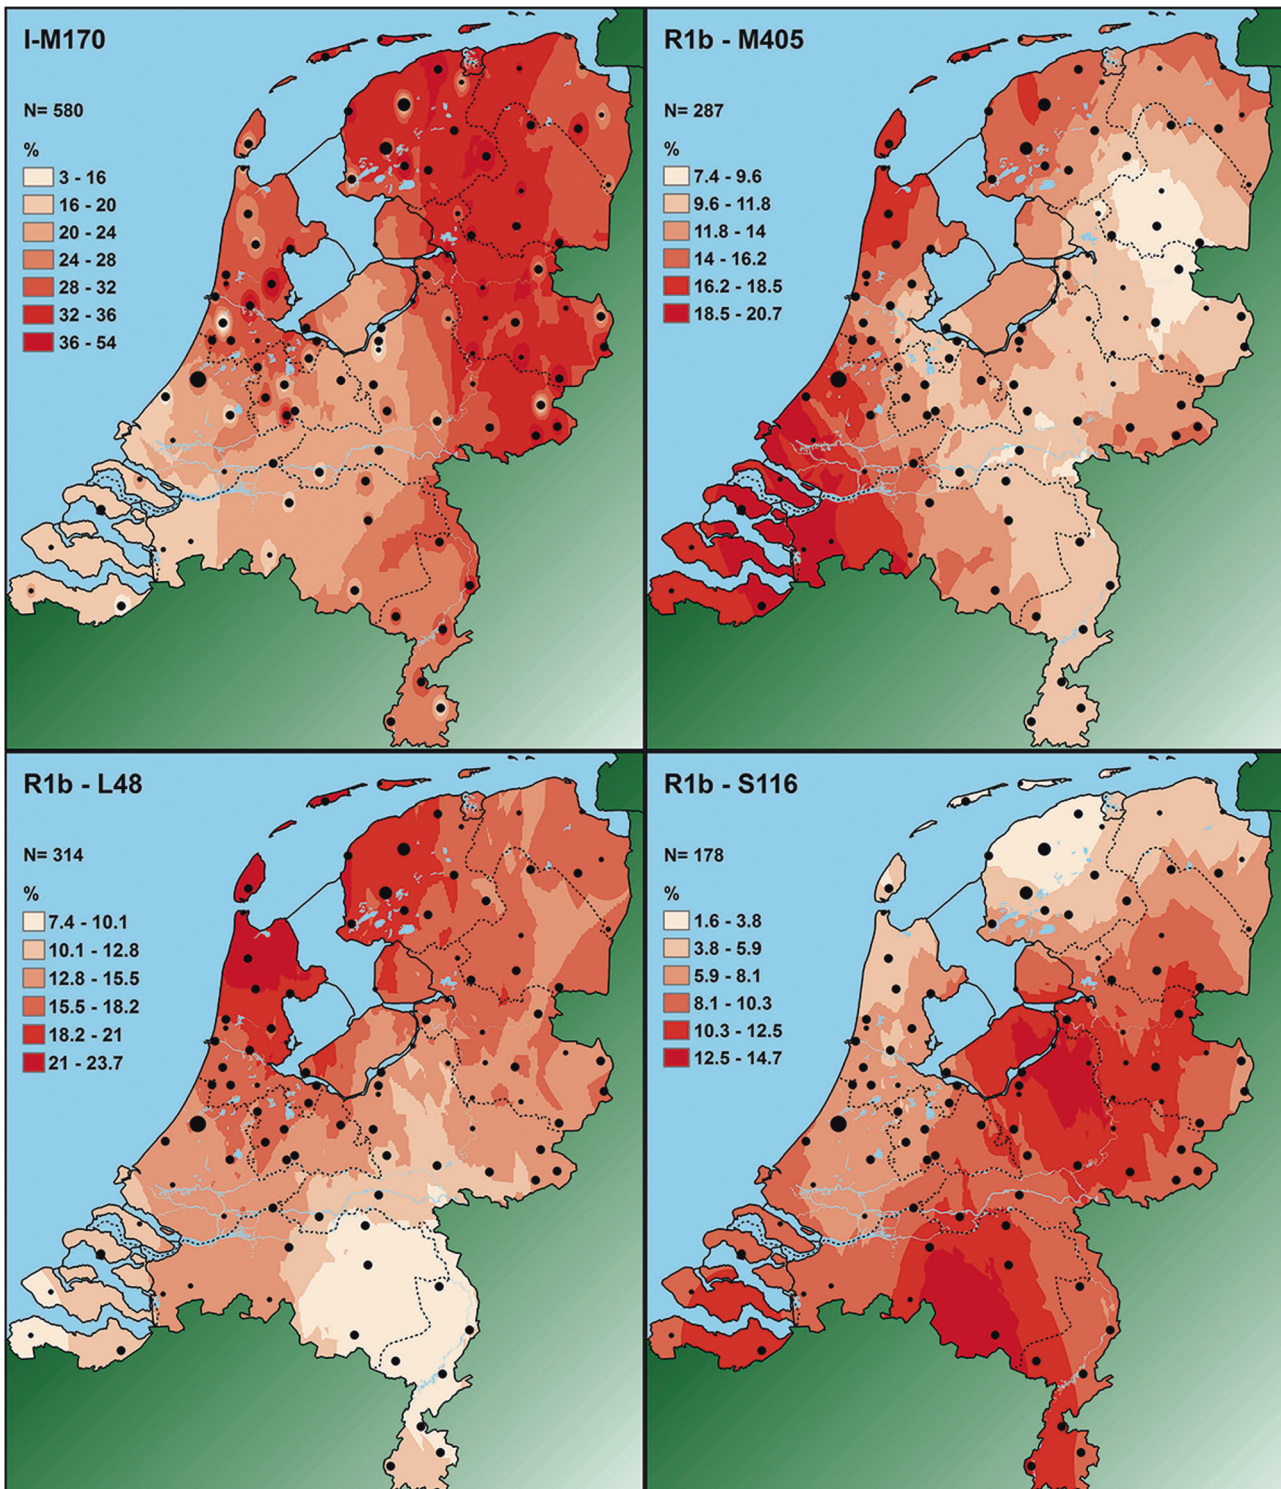 I-M170
N= 580
%
3 - 16
16 - 20
20 - 24
24 - 28
28 - 32
32 - 36
36 - 54
R1b - M405
N= 287
%
7.4 - 9.6
9.6 - 11.8
11.8 - 14
14 - 16.2
16.2 - 18.5
18.5 - 20.7
R1b - L48
N= 314
%
7.4 - 10.1
10.1 - 12.8
12.8 - 15.5
15.5 - 18.2
18.2 - 21
21 - 23.7
R1b - S116
N= 178
%
1.6 - 3.8
3.8 - 5.9
5.9 - 8.1
8.1 - 10.3
10.3 - 12.5
12.5 - 14.7